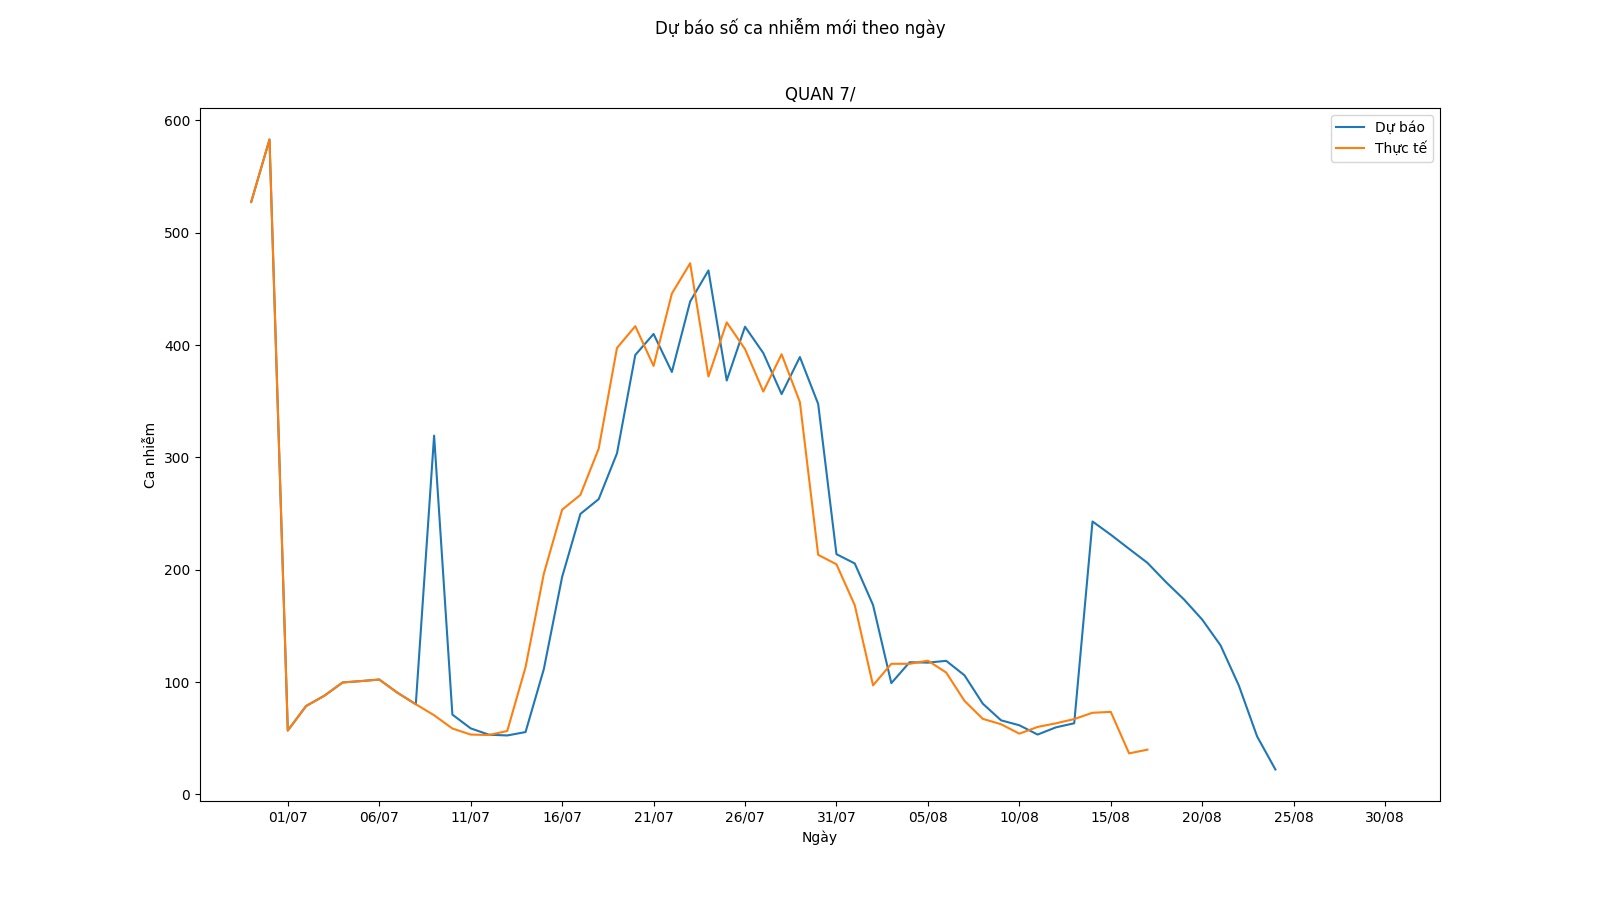 Dự báo số ca nhiễm mới theo ngày
QUAN 7/
Dự báo
Thực tế
600
500
400
300
200
100
0
Ca nhiễm
01/07 06/07 11/07 16/07 21/07 26/07 31/07 05/08 10/08 15/08 20/08 25/08 30/08
Ngày